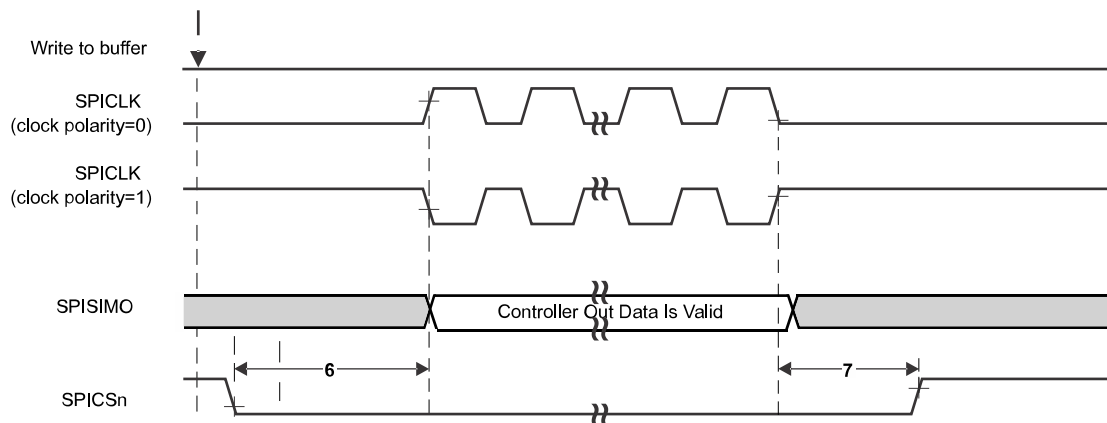 Write to buffer
SPICLK
(clock polarity=0)
SPICLK
(clock polarity=1)
SPISIMO
Controller Out Data Is Valid
6
7
SPICSn